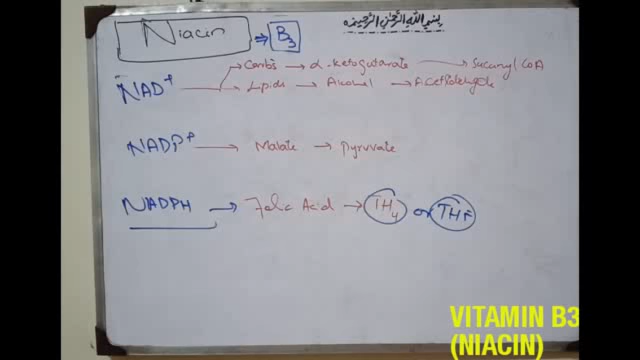 بسم الله الرحمن الرحيم
Niacin ⇒ B3
NAD+ → Carbs → α-ketoglutarate → Succinyl CoA
→ Lipids → Alcohol → Acetaldehyde
NADP+ → Malate → Pyruvate
NADPH → Folic Acid → TH4 or THF
VITAMIN B3
(NIACIN)